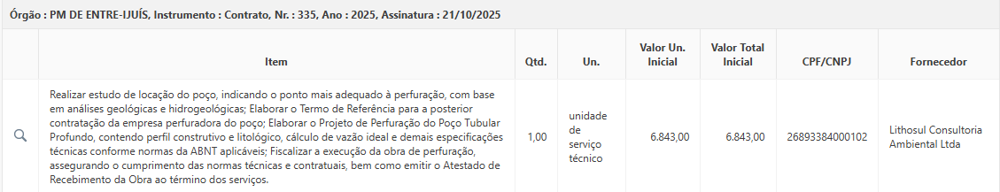 Órgão : PM DE ENTRE-IJUÍS, Instrumento : Contrato, Nr. : 335, Ano : 2025, Assinatura : 21/10/2025
Item
Qtd.
Un.
Valor Un.
Inicial
Valor Total
Inicial
CPF/CNPJ
Fornecedor
Realizar estudo de locação do poço, indicando o ponto mais adequado à perfuração, com base
em análises geológicas e hidrogeológicas; Elaborar o Termo de Referência para a posterior
contratação da empresa perfuradora do poço; Elaborar o Projeto de Perfuração do Poço Tubular
Profundo, contendo perfil construtivo e litológico, cálculo de vazão ideal e demais especificações
técnicas conforme normas da ABNT aplicáveis; Fiscalizar a execução da obra de perfuração,
assegurando o cumprimento das normas técnicas e contratuais, bem como emitir o Atestado de
Recebimento da Obra ao término dos serviços.
1,00
unidade
de
serviço
técnico
6.843,00
6.843,00
26893384000102
Lithosul Consultoria
Ambiental Ltda